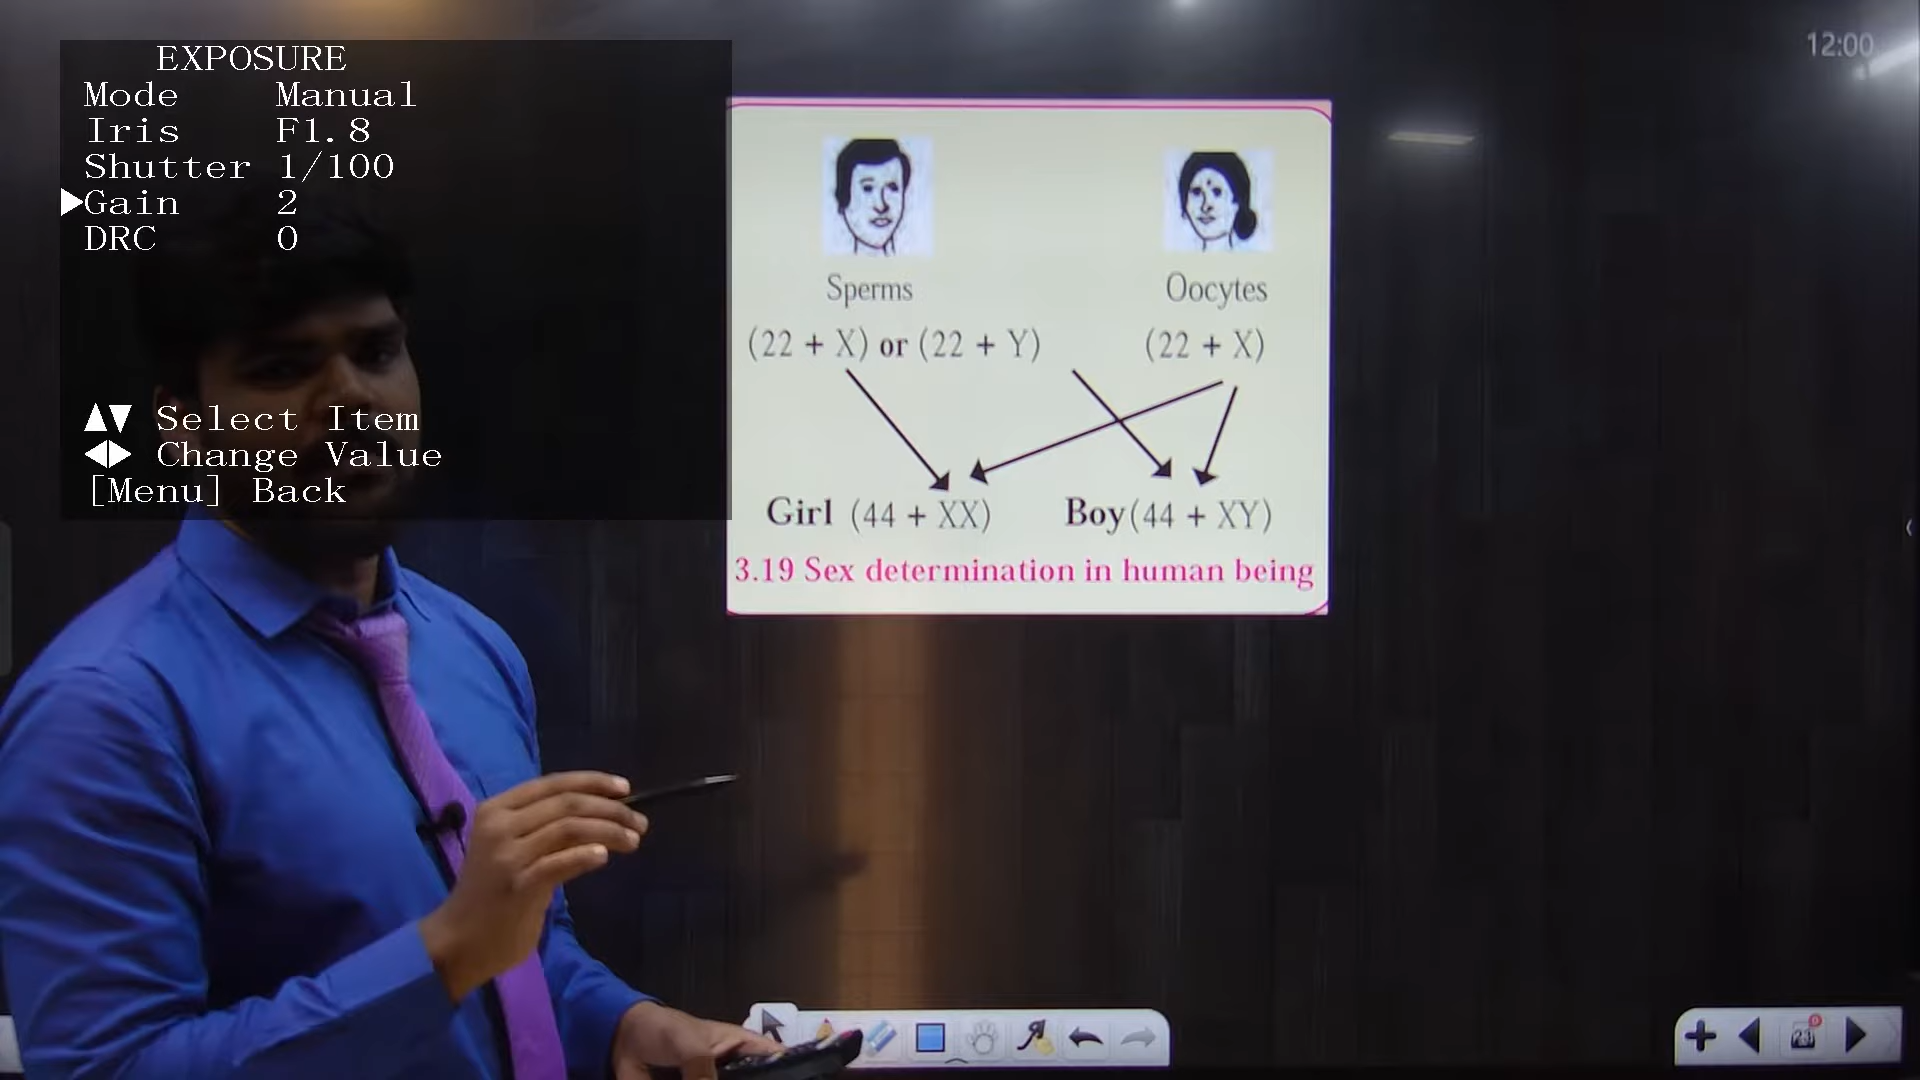 EXPOSURE
Mode Manual
Iris F1.8
Shutter 1/100
Gain 2
DRC 0
Select Item
Change Value
[Menu] Back
12:00
Sperms Oocytes
(22 + X) or (22 + Y) (22 + X)
Girl (44 + XX) Boy (44 + XY)
3.19 Sex determination in human being